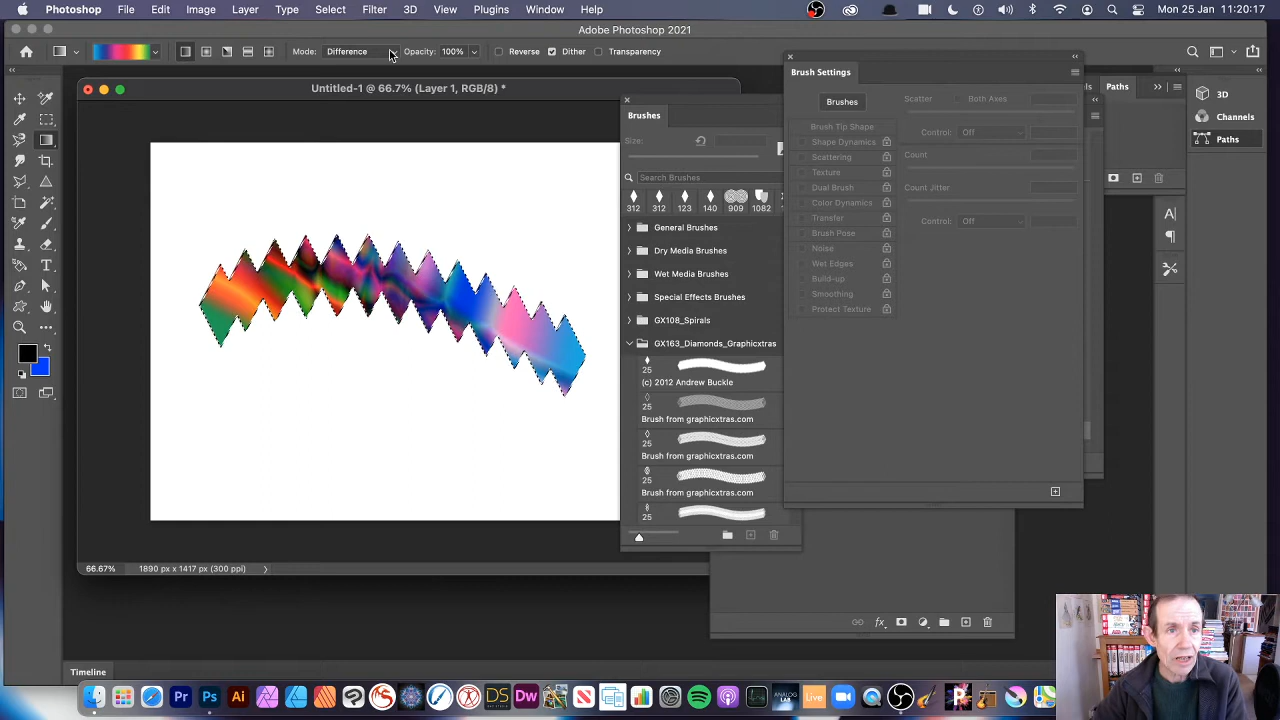 Photoshop File Edit Image Layer Type Select Filter 3D View Plugins Window Help Mon 25 Jan 11:20:17
Adobe Photoshop 2021
Mode: Difference Opacity: 100% Reverse Dither Transparency
Untitled-1 @ 66.7% (Layer 1, RGB/8) *
Brushes
Size:
Search Brushes
312 312 123 140 909 1082
General Brushes
Dry Media Brushes
Wet Media Brushes
Special Effects Brushes
GX108_Spirals
GX163_Diamonds_Graphicxtras
25
(c) 2012 Andrew Buckle
25
Brush from graphicxtras.com
25
Brush from graphicxtras.com
25
Brush from graphicxtras.com
25
Brush Settings
Brushes
Brush Tip Shape
Shape Dynamics
Scattering
Texture
Dual Brush
Color Dynamics
Transfer
Brush Pose
Noise
Wet Edges
Build-up
Smoothing
Protect Texture
Scatter Both Axes
Control: Off
Count
Count Jitter
Control: Off
Paths
3D
Channels
Paths
66.67% 1890 px x 1417 px (300 ppi)
Timeline